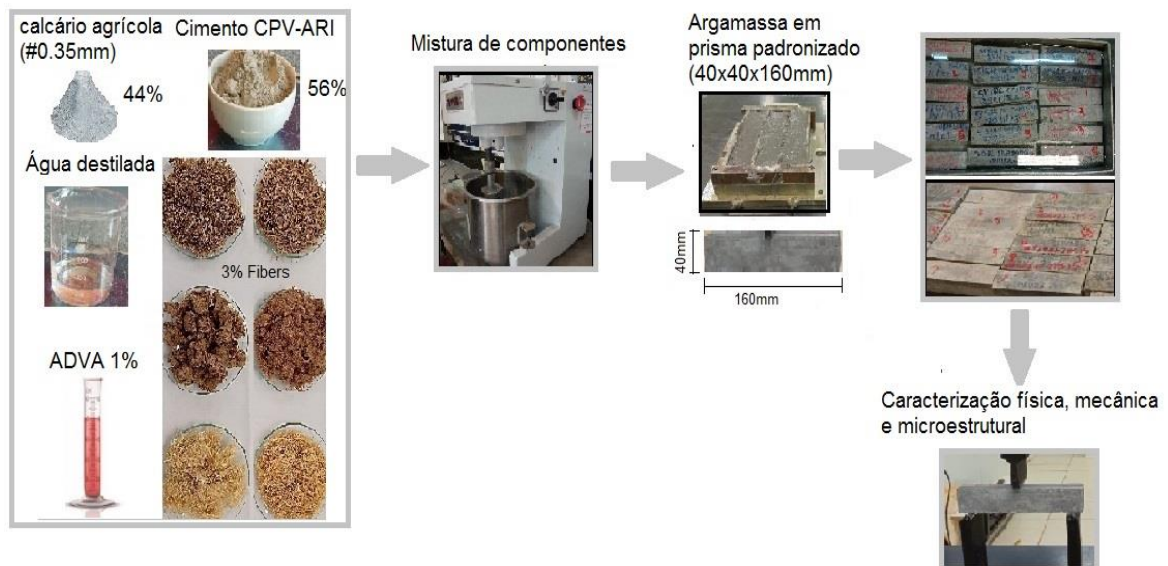 calcário agrícola
(#0.35mm)
44%
Cimento CPV-ARI
56%
Água destilada
3% Fibers
ADVA 1%
Mistura de componentes
Argamassa em
prisma padronizado
(40x40x160mm)
40mm
160mm
Caracterização física, mecânica
e microestrutural